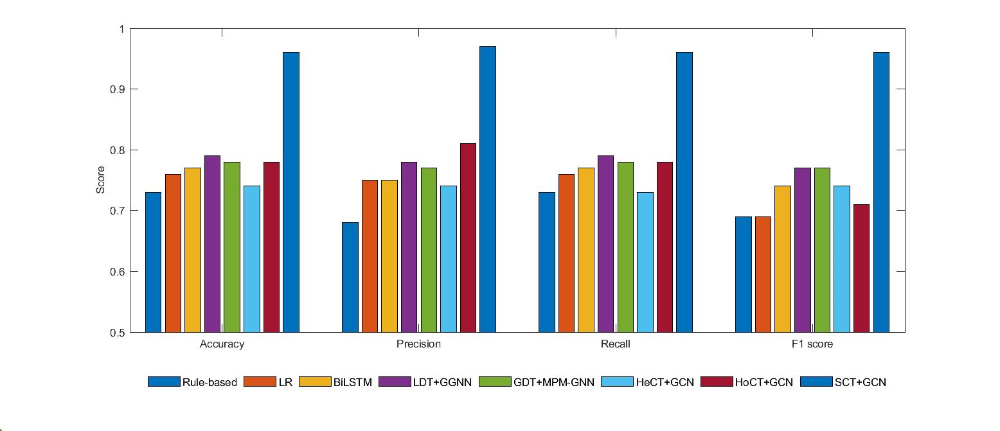 1
0.9
0.8
0.7
0.6
0.5
Score
Accuracy Precision Recall F1 score
Rule-based LR BiLSTM LDT+GGNN GDT+MPM-GNN HeCT+GCN HoCT+GCN SCT+GCN